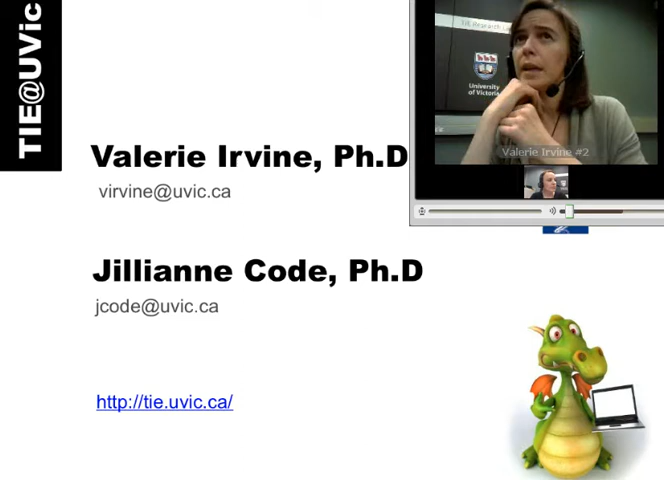 TIE@UVic
University
of Victoria
Valerie Irvine #2
Valerie Irvine, Ph.D
virvine@uvic.ca
Jillianne Code, Ph.D
jcode@uvic.ca
http://tie.uvic.ca/